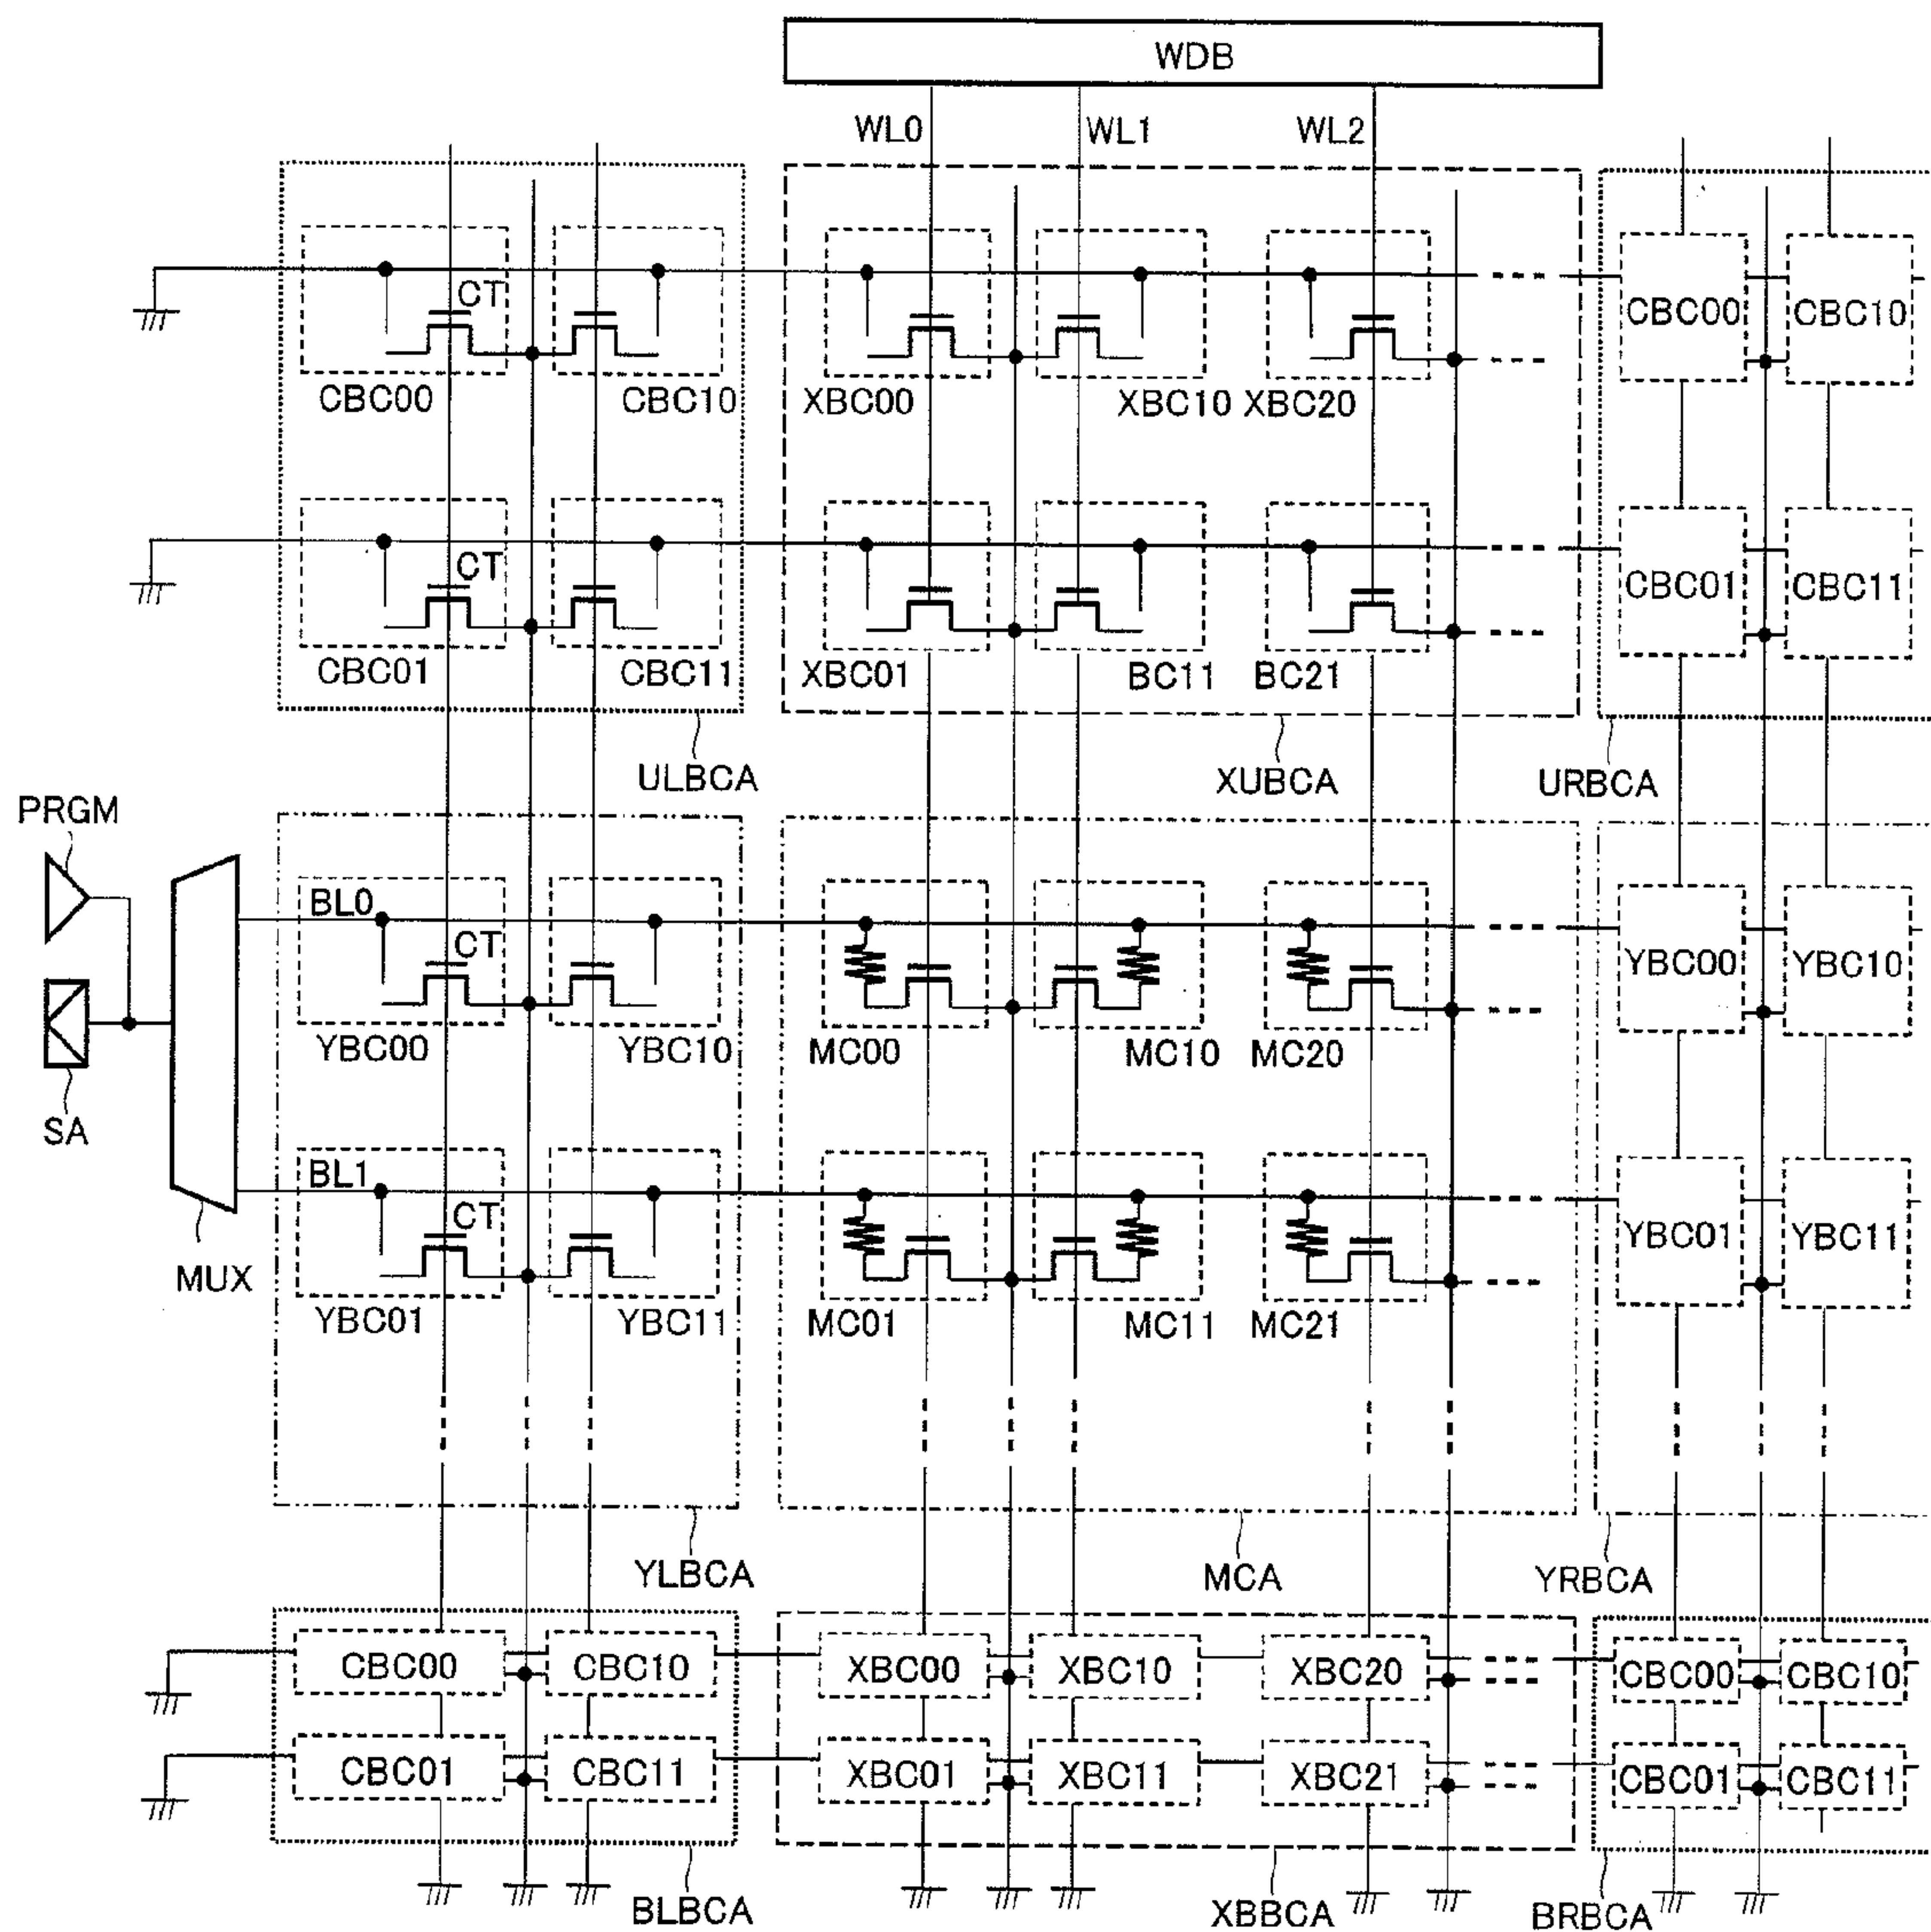 WDB
WL0 WL1 WL2
CT
CBC00 CBC10
CBC00 CBC10 XBC00 XBC10 XBC20
CT
CBC01 CBC11
CBC01 CBC11 XBC01 BC11 BC21
ULBCA XUBCA URBCA
PRGM
BL0
CT
YBC00 YBC10
YBC00 YBC10 MC00 MC10 MC20
SA
BL1
CT
YBC01 YBC11
MUX
YBC01 YBC11 MC01 MC11 MC21
YLBCA MCA YRBCA
CBC00 CBC10 XBC00 XBC10 XBC20 CBC00 CBC10
CBC01 CBC11 XBC01 XBC11 XBC21 CBC01 CBC11
BLBCA XBBCA BRBCA